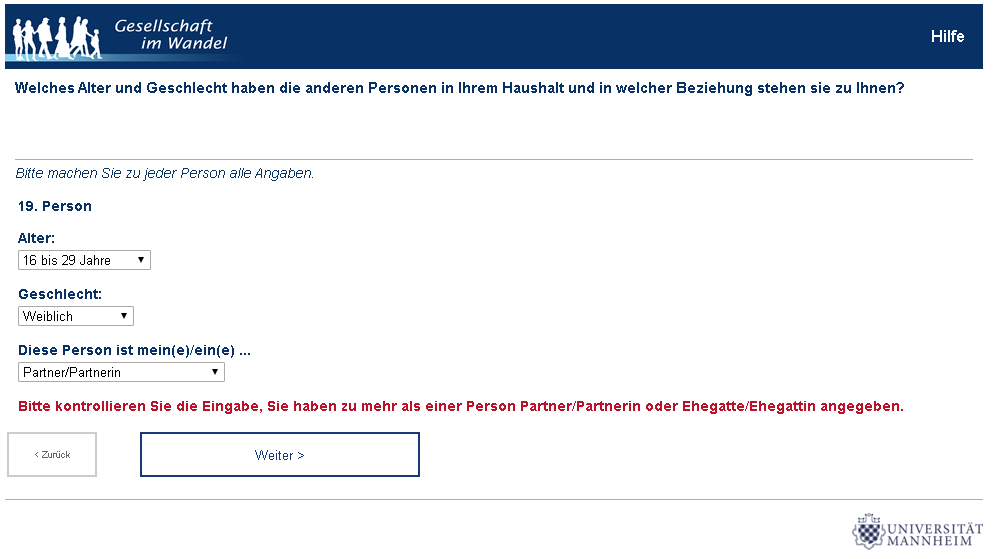 Gesellschaft
im Wandel
Hilfe
Welches Alter und Geschlecht haben die anderen Personen in Ihrem Haushalt und in welcher Beziehung stehen sie zu Ihnen?
Bitte machen Sie zu jeder Person alle Angaben.
19. Person
Alter:
16 bis 29 Jahre
Geschlecht:
Weiblich
Diese Person ist mein(e)/ein(e) ...
Partner/Partnerin
Bitte kontrollieren Sie die Eingabe, Sie haben zu mehr als einer Person Partner/Partnerin oder Ehegatte/Ehegattin angegeben.
< Zurück
Weiter >
UNIVERSITÄT
MANNHEIM